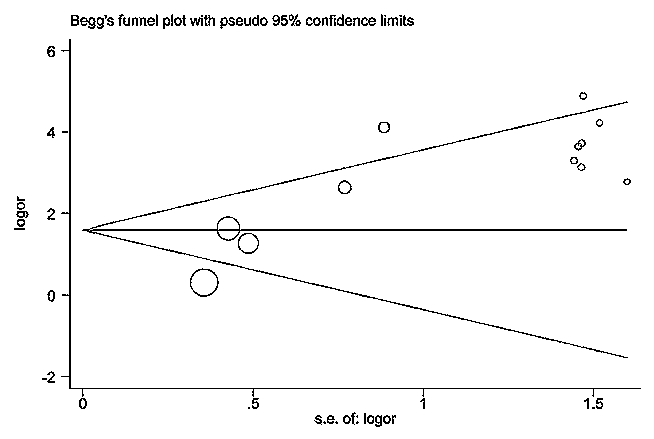 Begg's funnel plot with pseudo 95% confidence limits
6
4
2
0
-2
logor
0 .5 1 1.5
s.e. of: logor